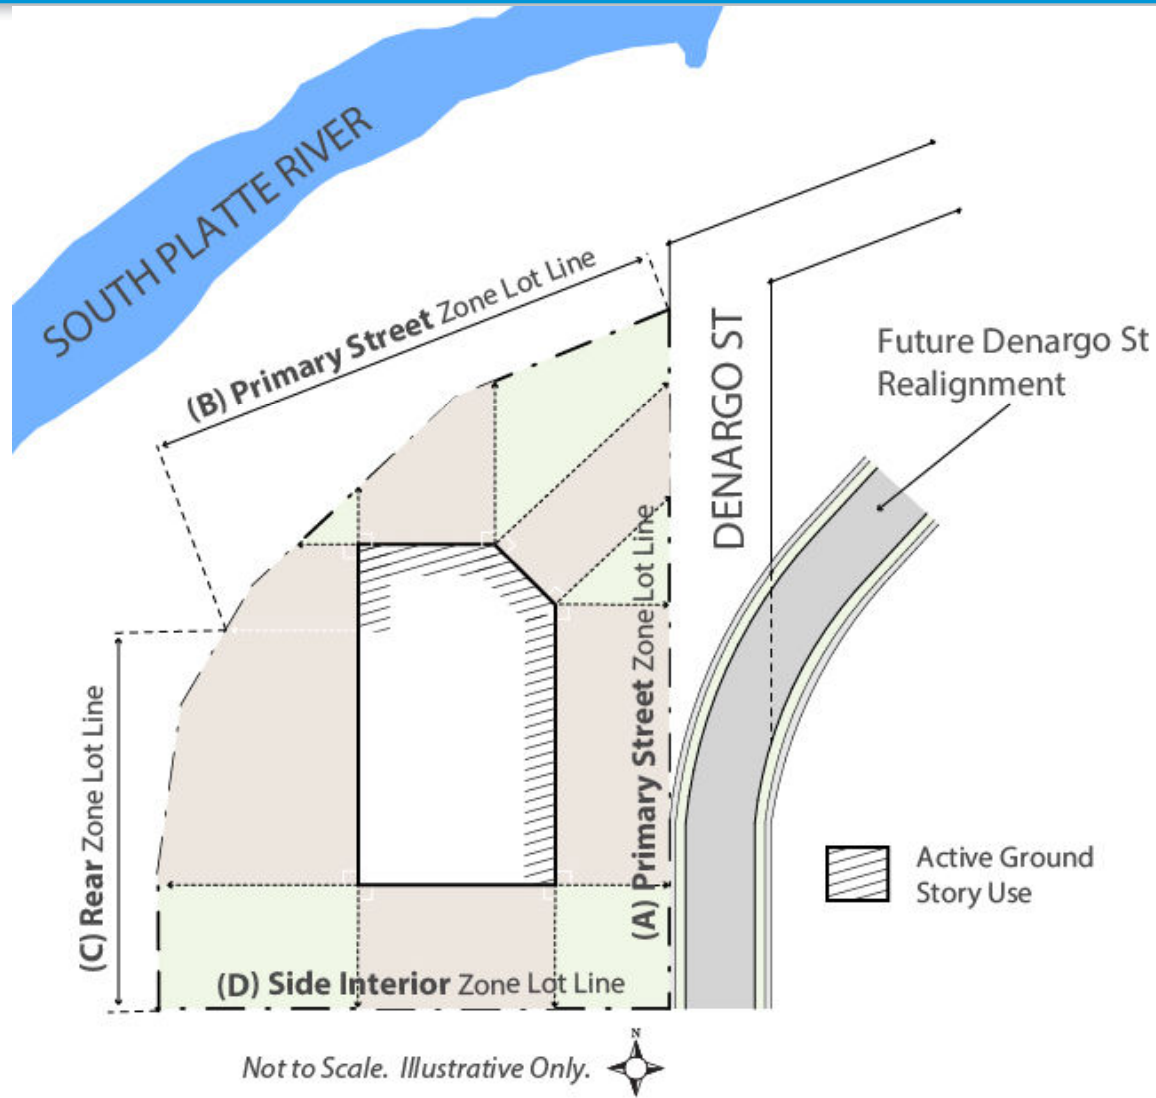 SOUTH PLATTE RIVER
(B) Primary Street Zone Lot Line
DENARGO ST
Future Denargo St
Realignment
(A) Primary Street Zone Lot Line
(C) Rear Zone Lot Line
Active Ground
Story Use
(D) Side Interior Zone Lot Line
N
Not to Scale.  Illustrative Only.